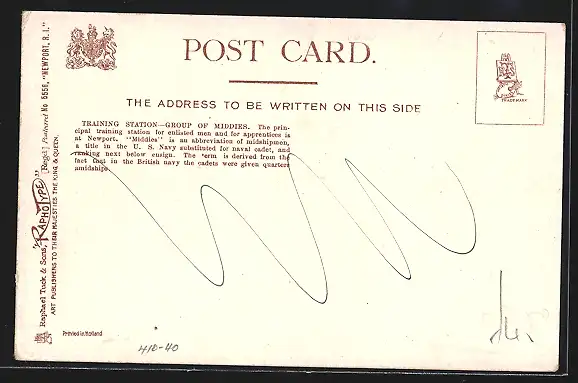 POST CARD.
THE ADDRESS TO BE WRITTEN ON THIS SIDE
TRADE MARK
TRAINING STATION—GROUP OF MIDDIES. The prin-
cipal training station for enlisted men and for apprentices is
at Newport. "Middies" is an abbreviation of midshipmen,
a title in the U. S. Navy substituted for naval cadet, and
ranking next below ensign. The term is derived from the
fact that in the British navy the cadets were given quarters
amidships
Raphael Tuck & Sons, "RAPHOTYPE" [Regd.] Postcard No 5556, "NEWPORT, R. I."
ART PUBLISHERS TO THEIR MAJESTIES THE KING & QUEEN.
Printed in Holland
410-40